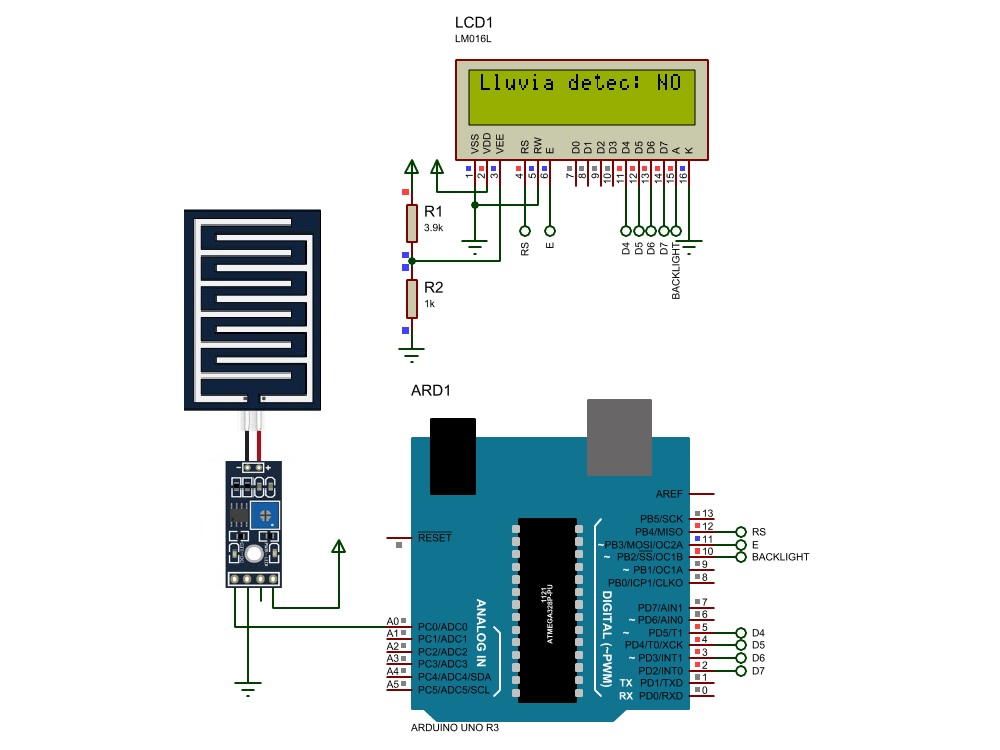 LCD1
LM016L
Lluvia detec: NO
VSS
VDD
VEE
RS
RW
E
D0
D1
D2
D3
D4
D5
D6
D7
A
K
1
2
3
4
5
6
7
8
9
10
11
12
13
14
15
16
R1
3.9k
RS
E
D4
D5
D6
D7
BACKLIGHT
R2
1k
ARD1
- +
AREF
PB5/SCK 13
PB4/MISO 12 RS
~PB3/MOSI/OC2A 11 E
~ PB2/SS/OC1B 10 BACKLIGHT
~ PB1/OC1A 9
PB0/ICP1/CLKO 8
RESET
PD7/AIN1 7
~ PD6/AIN0 6
~ PD5/T1 5 D4
PD4/T0/XCK 4 D5
~ PD3/INT1 3 D6
PD2/INT0 2 D7
TX PD1/TXD 1
RX PD0/RXD 0
A0 PC0/ADC0
A1 PC1/ADC1
A2 PC2/ADC2
A3 PC3/ADC3
A4 PC4/ADC4/SDA
A5 PC5/ADC5/SCL
ANALOG IN
1121
ATMEGA328P-PU
DIGITAL (~PWM)
ARDUINO UNO R3